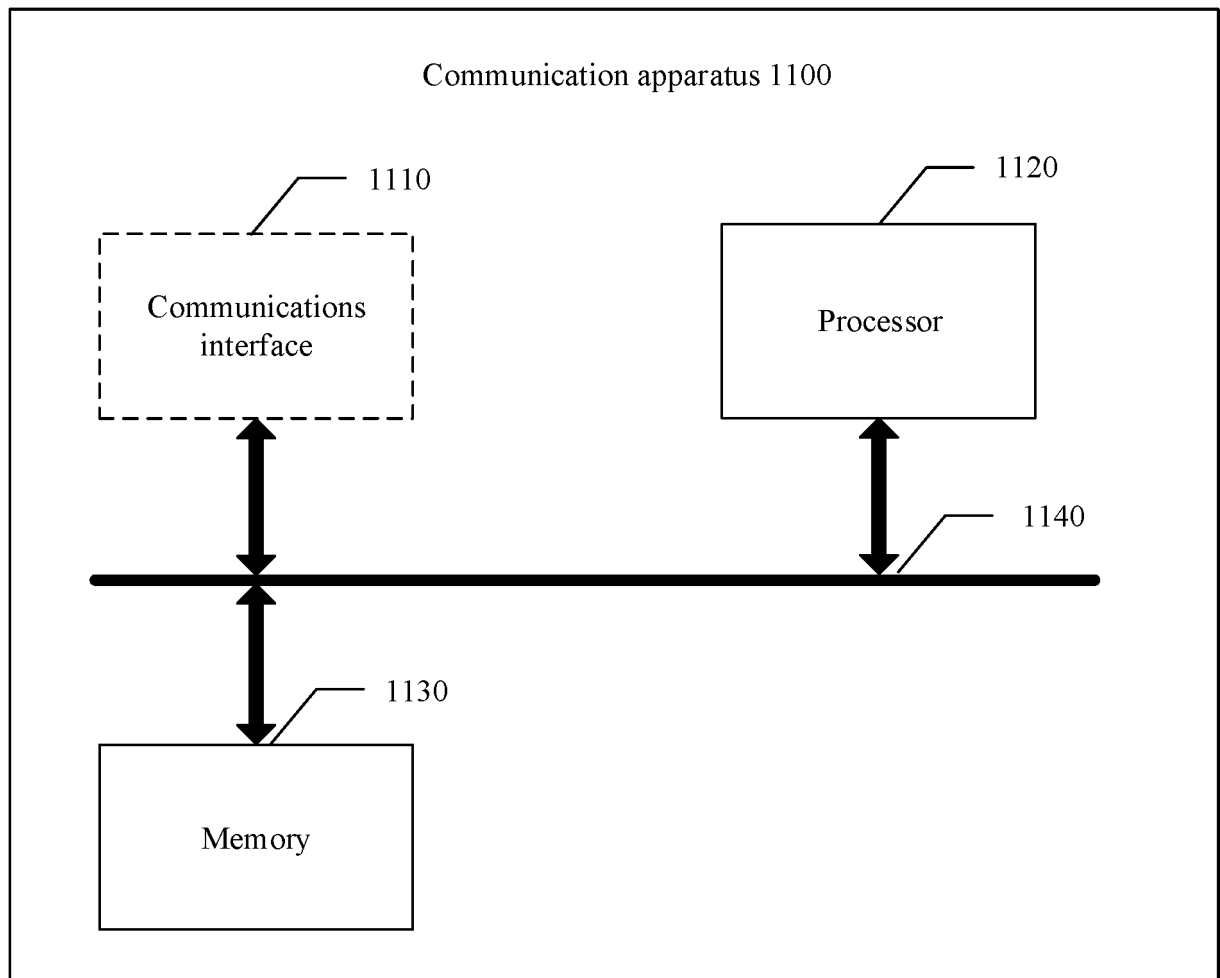 Communication apparatus 1100
1110
1120
Communications
interface
Processor
1140
1130
Memory